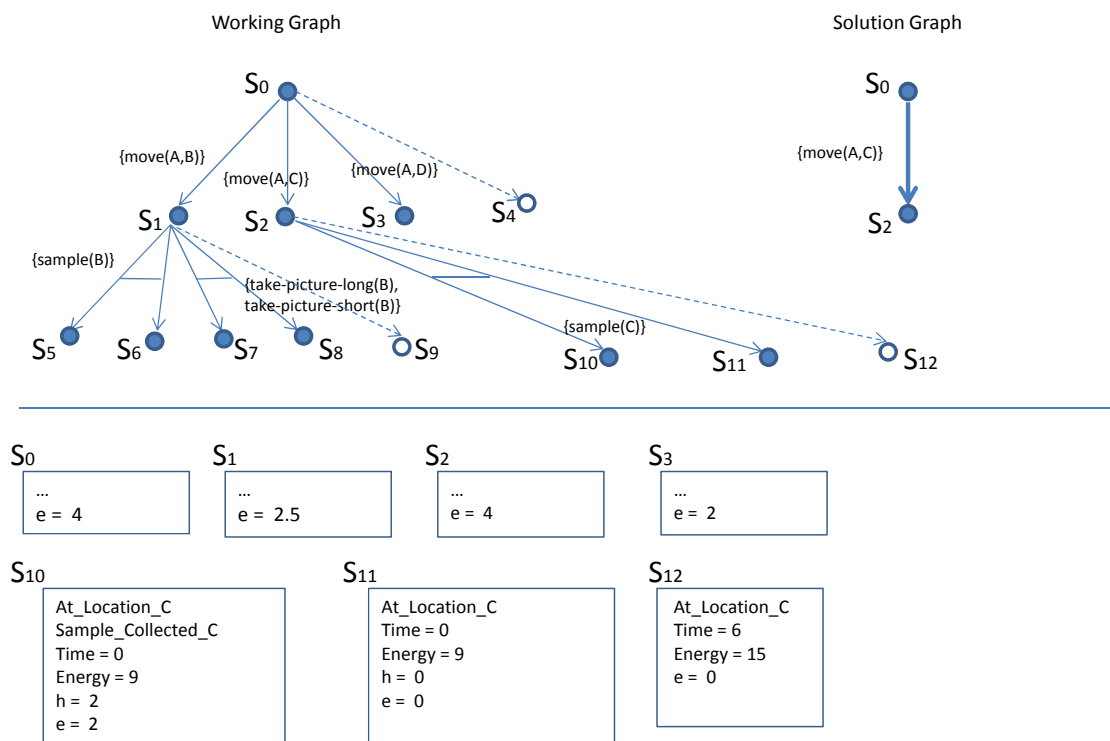 Working Graph
Solution Graph
S0
S0
{move(A,B)}
{move(A,C)}
{move(A,D)}
{move(A,C)}
S1
S2
S3
S4
S2
{sample(B)}
{take-picture-long(B),
take-picture-short(B)}
{sample(C)}
S5
S6
S7
S8
S9
S10
S11
S12
S0
S1
S2
S3
...
e = 4
...
e = 2.5
...
e = 4
...
e = 2
S10
S11
S12
At_Location_C
Sample_Collected_C
Time = 0
Energy = 9
h = 2
e = 2
At_Location_C
Time = 0
Energy = 9
h = 0
e = 0
At_Location_C
Time = 6
Energy = 15
e = 0